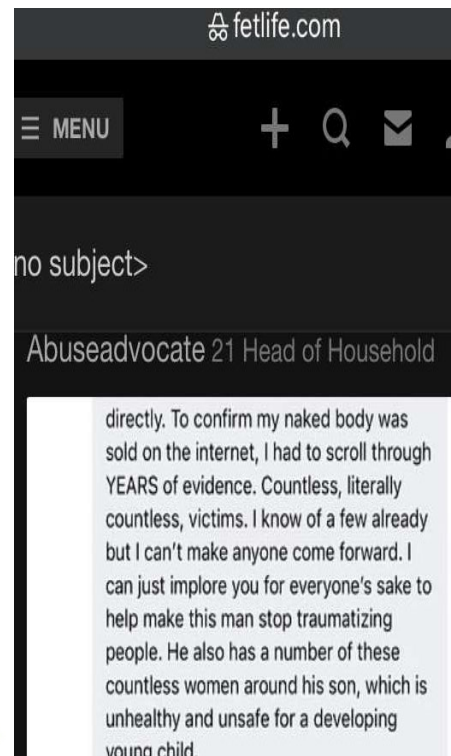 fetlife.com
MENU
no subject>
Abuseadvocate 21 Head of Household
directly. To confirm my naked body was
sold on the internet, I had to scroll through
YEARS of evidence. Countless, literally
countless, victims. I know of a few already
but I can't make anyone come forward. I
can just implore you for everyone's sake to
help make this man stop traumatizing
people. He also has a number of these
countless women around his son, which is
unhealthy and unsafe for a developing
young child